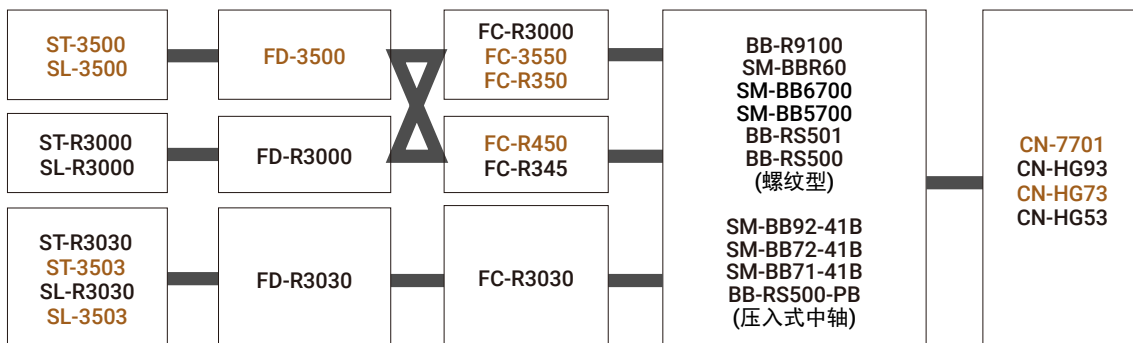 ST-3500
SL-3500
FD-3500
FC-R3000
FC-3550
FC-R350
ST-R3000
SL-R3000
FD-R3000
FC-R450
FC-R345
ST-R3030
ST-3503
SL-R3030
SL-3503
FD-R3030
FC-R3030
BB-R9100
SM-BBR60
SM-BB6700
SM-BB5700
BB-RS501
BB-RS500
(螺纹型)
SM-BB92-41B
SM-BB72-41B
SM-BB71-41B
BB-RS500-PB
(压入式中轴)
CN-7701
CN-HG93
CN-HG73
CN-HG53